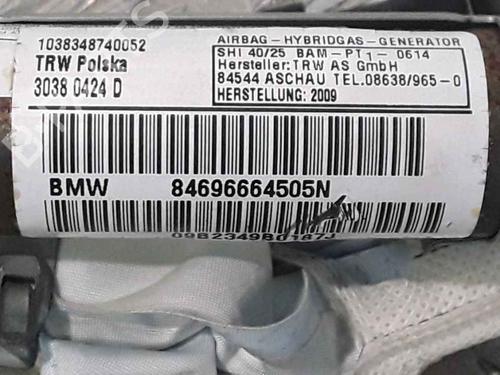 1038348740052
TRW Polska
3038 0424 D
AIRBAG-HYBRIDGAS-GENERATOR
SHI 40/25 BAM-PT1-0614
Hersteller: TRW AS GmbH
84544 ASCHAU TEL.08638/965-0
HERSTELLUNG: 2009
BMW 84696664505N
09B2349B0187J